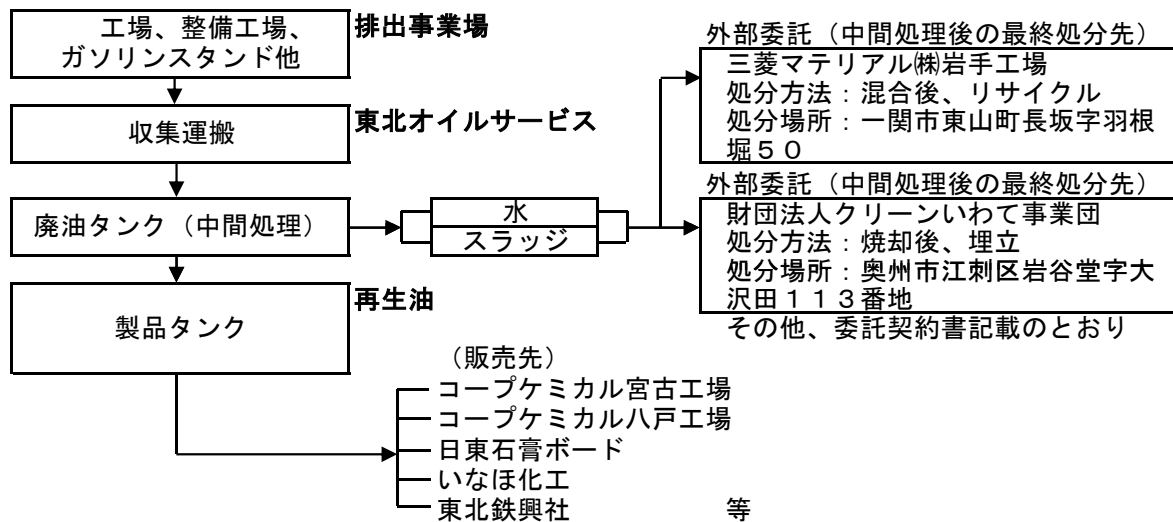 工場、整備工場、
ガソリンスタンド他
排出事業場
収集運搬
東北オイルサービス
廃油タンク（中間処理）
水
スラッジ
外部委託（中間処理後の最終処分先）
三菱マテリアル㈱岩手工場
処分方法：混合後、リサイクル
処分場所：一関市東山町長坂字羽根
堀５０
外部委託（中間処理後の最終処分先）
財団法人クリーンいわて事業団
処分方法：焼却後、埋立
処分場所：奥州市江刺区岩谷堂字大
沢田１１３番地
その他、委託契約書記載のとおり
再生油
製品タンク
（販売先）
コープケミカル宮古工場
コープケミカル八戸工場
日東石膏ボード
いなほ化工
東北鉄興社　　　　　　等